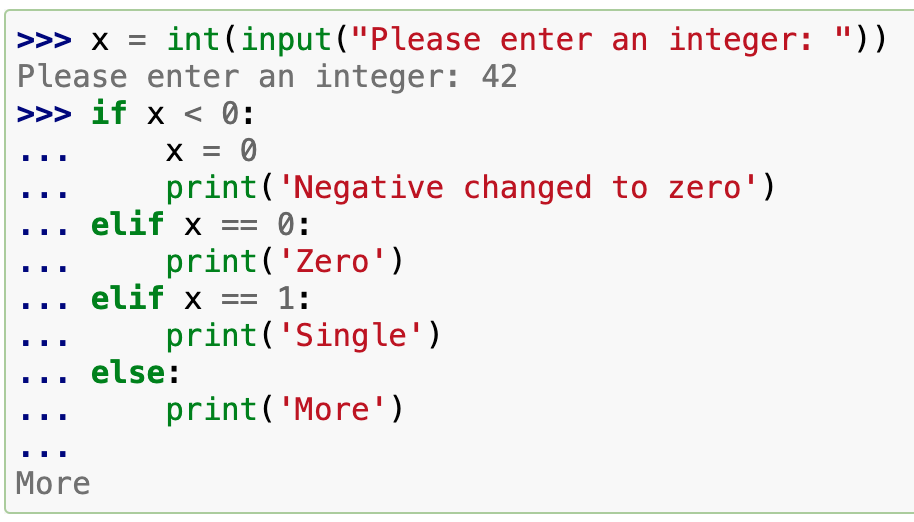 >>> x = int(input("Please enter an integer: "))
Please enter an integer: 42
>>> if x < 0:
...     x = 0
...     print('Negative changed to zero')
... elif x == 0:
...     print('Zero')
... elif x == 1:
...     print('Single')
... else:
...     print('More')
...
More